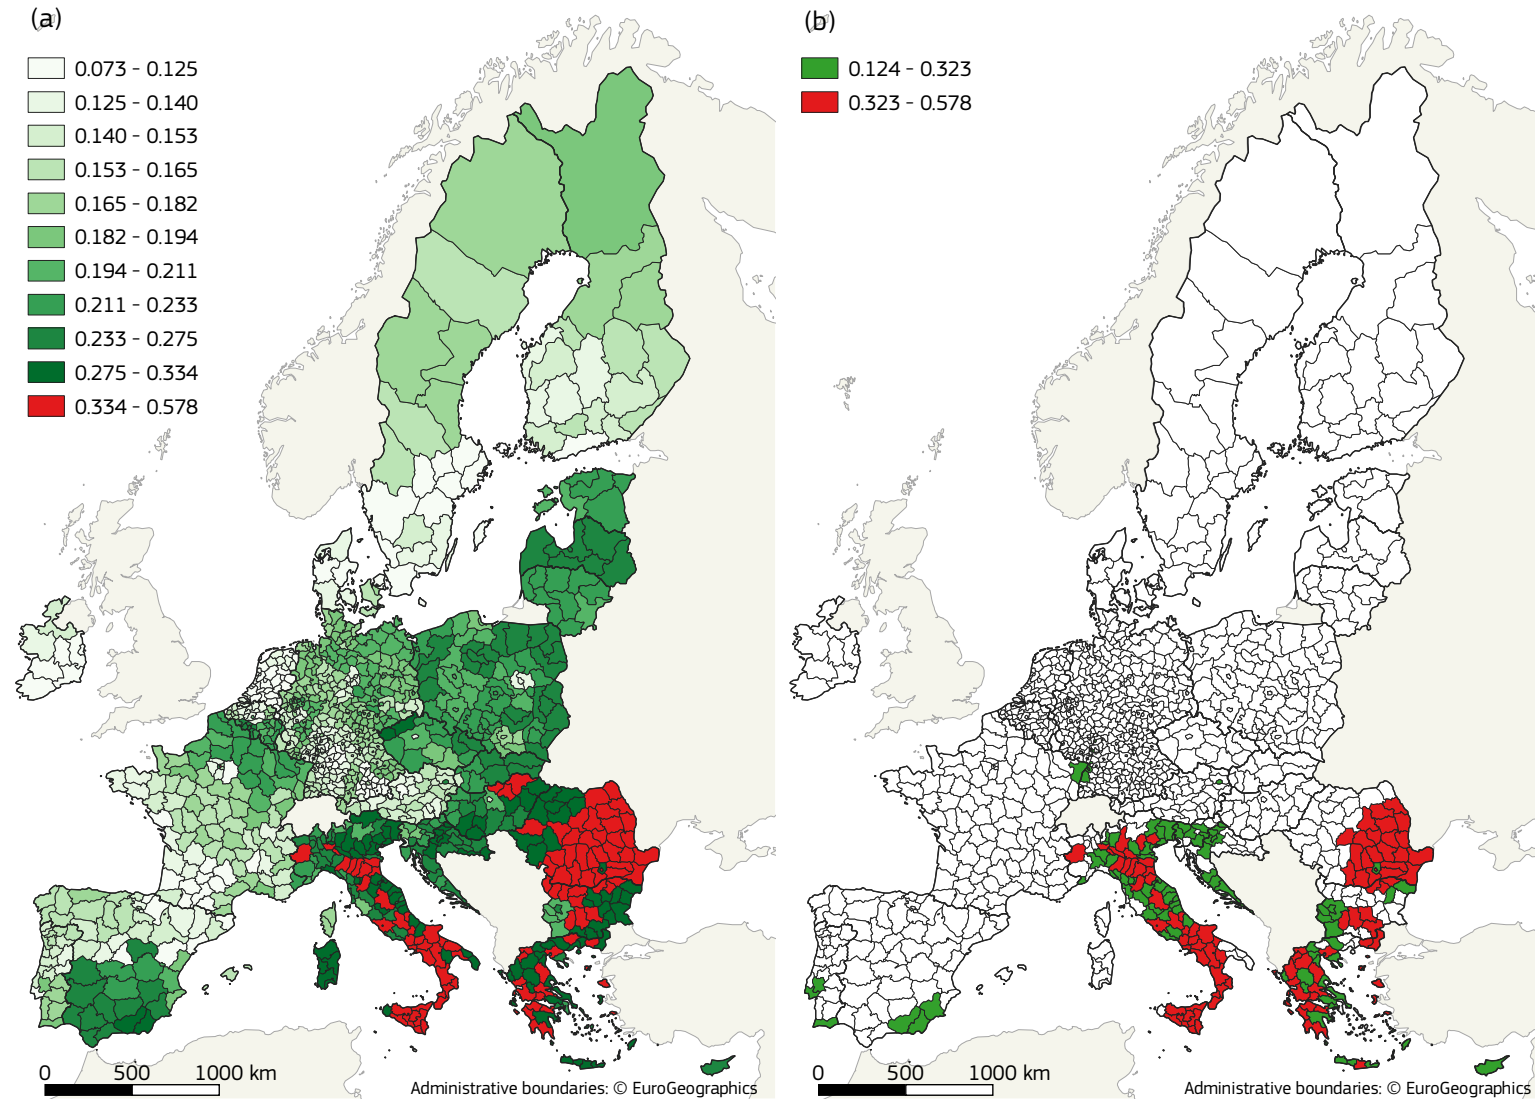 (a)
0.073 - 0.125
0.125 - 0.140
0.140 - 0.153
0.153 - 0.165
0.165 - 0.182
0.182 - 0.194
0.194 - 0.211
0.211 - 0.233
0.233 - 0.275
0.275 - 0.334
0.334 - 0.578
0 500 1000 km
Administrative boundaries: © EuroGeographics
(b)
0.124 - 0.323
0.323 - 0.578
0 500 1000 km
Administrative boundaries: © EuroGeographics